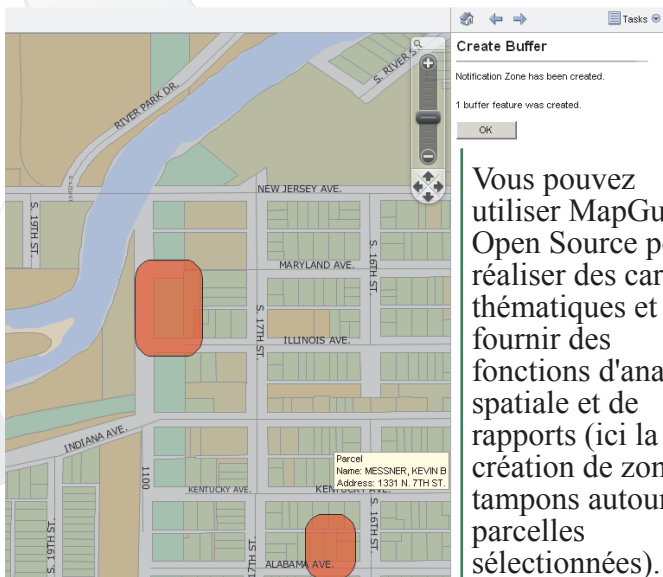 Tasks
Create Buffer
Notification Zone has been created.
1 buffer feature was created.
OK
Vous pouvez
utiliser MapGu
Open Source p
réaliser des car
thématiques et
fournir des
fonctions d'ana
spatiale et de
rapports (ici la
création de zon
tampons autour
parcelles
sélectionnées).
S. RIVER S
RIVER PARK DR.
NEW JERSEY AVE.
S. 19TH ST.
S. 16TH ST.
MARYLAND AVE.
S. 17TH ST.
ILLINOIS AVE.
INDIANA AVE.
Parcel
Name: MESSNER, KEVIN B
Address: 1331 N. 7TH ST.
1100
KENTUCKY AVE.
KENTUCKY AVE.
S. 16TH ST.
S. 19TH ST.
17TH ST.
ALABAMA AVE.